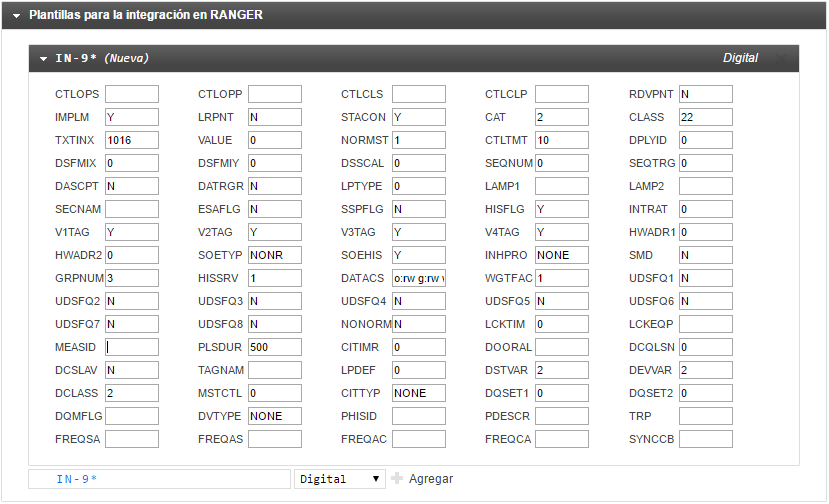 Plantillas para la integración en RANGER
IN-9* (Nueva) Digital
CTLOPS CTLOPP CTLCLS CTLCLP RDVPNT N
IMPLM Y LRPNT N STACON Y CAT 2 CLASS 22
TXTINX 1016 VALUE 0 NORMST 1 CTLTMT 10 DPLYID 0
DSFMIX 0 DSFMIY 0 DSSCAL 0 SEQNUM 0 SEQTRG 0
DASCPT N DATRGR N LPTYPE 0 LAMP1 LAMP2
SECNAM ESAFLG N SSPFLG N HISFLG Y INTRAT 0
V1TAG Y V2TAG Y V3TAG Y V4TAG Y HWADR1 0
HWADR2 0 SOETYP NONR SOEHIS Y INHPRO NONE SMD N
GRPNUM 3 HISSRV 1 DATACS o:rw g:rw WGTFAC 1 UDSFQ1 N
UDSFQ2 N UDSFQ3 N UDSFQ4 N UDSFQ5 N UDSFQ6 N
UDSFQ7 N UDSFQ8 N NONORM N LCKTIM 0 LCKEQP
MEASID PLSDUR 500 CITIMR 0 DOORAL DCQLSN 0
DCSLAV N TAGNAM LPDEF 0 DSTVAR 2 DEVVAR 2
DCLASS 2 MSTCTL 0 CITTYP NONE DQSET1 0 DQSET2 0
DQMFLG DVTYPE NONE PHISID PDESCR TRP
FREQSA FREQAS FREQAC FREQCA SYNCCB
IN-9* Digital Agregar